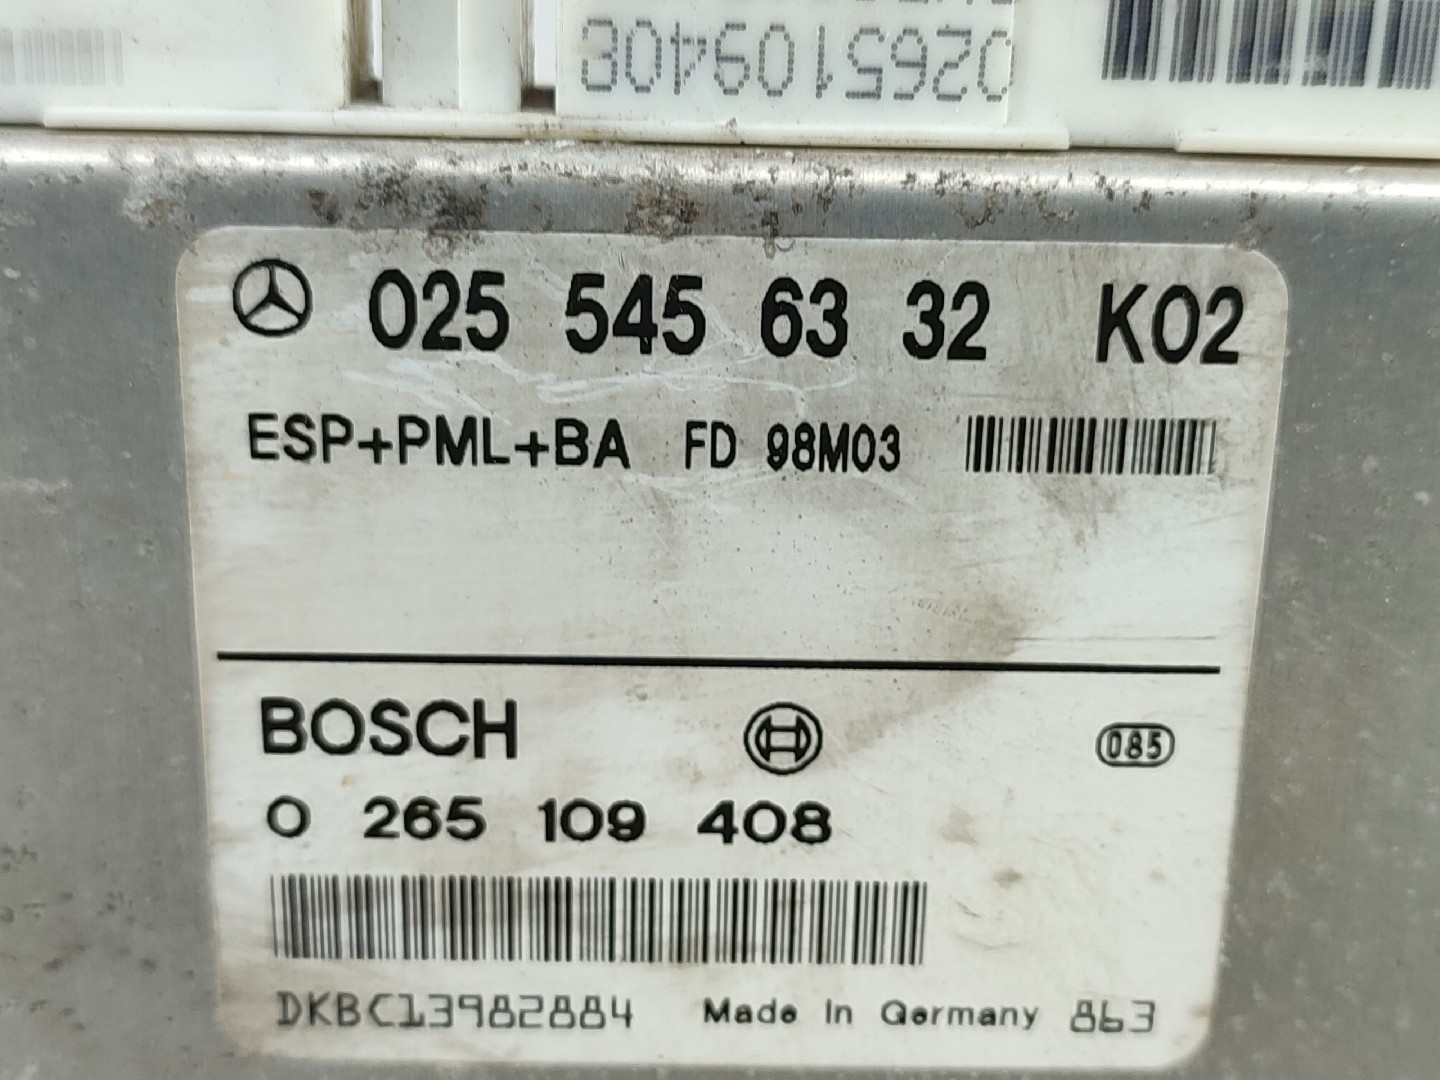 0265109408
025 545 63 32 K02
ESP+PML+BA FD 98M03
BOSCH
085
0 265 109 408
DKBC13982884 Made In Germany 863